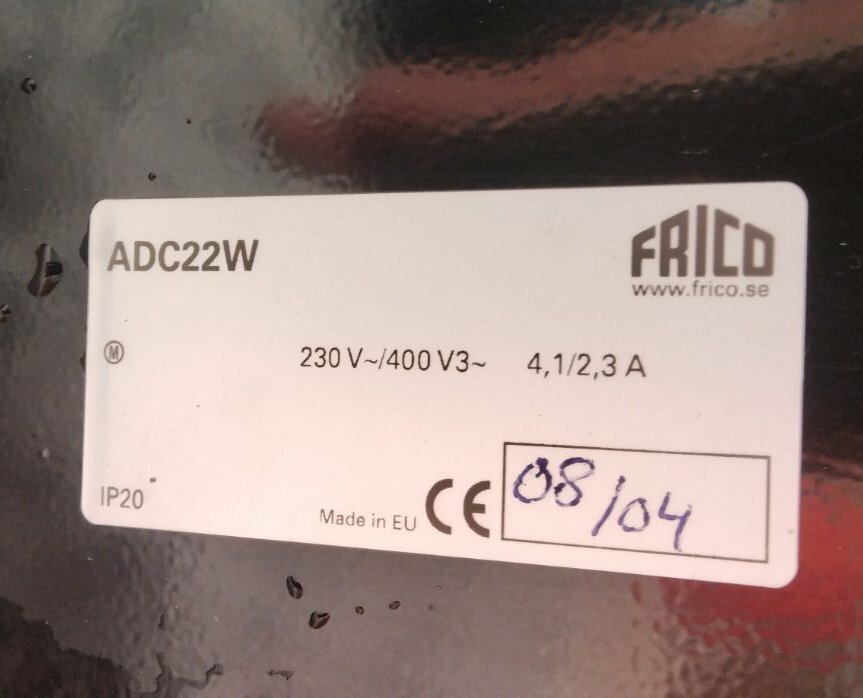 ADC22W
FRICO
www.frico.se
M
230 V~/400 V3~ 4,1/2,3 A
IP20
Made in EU CE
08/04